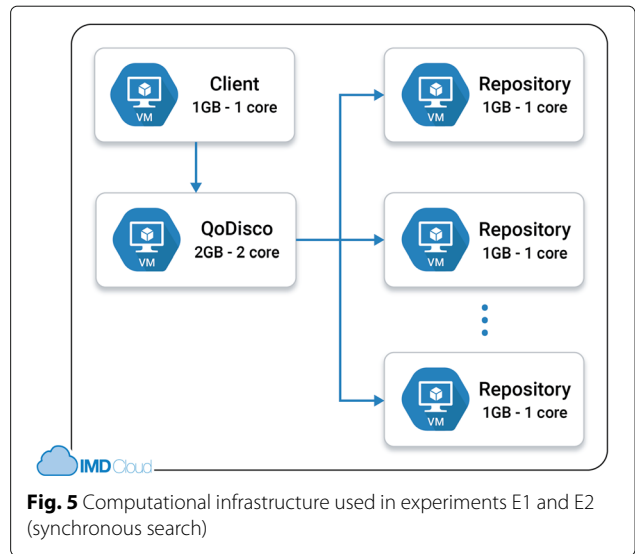 Client
1GB - 1 core
VM
Repository
1GB - 1 core
VM
QoDisco
2GB - 2 core
VM
Repository
1GB - 1 core
VM
Repository
1GB - 1 core
VM
IMD Cloud
Fig. 5 Computational infrastructure used in experiments E1 and E2
(synchronous search)